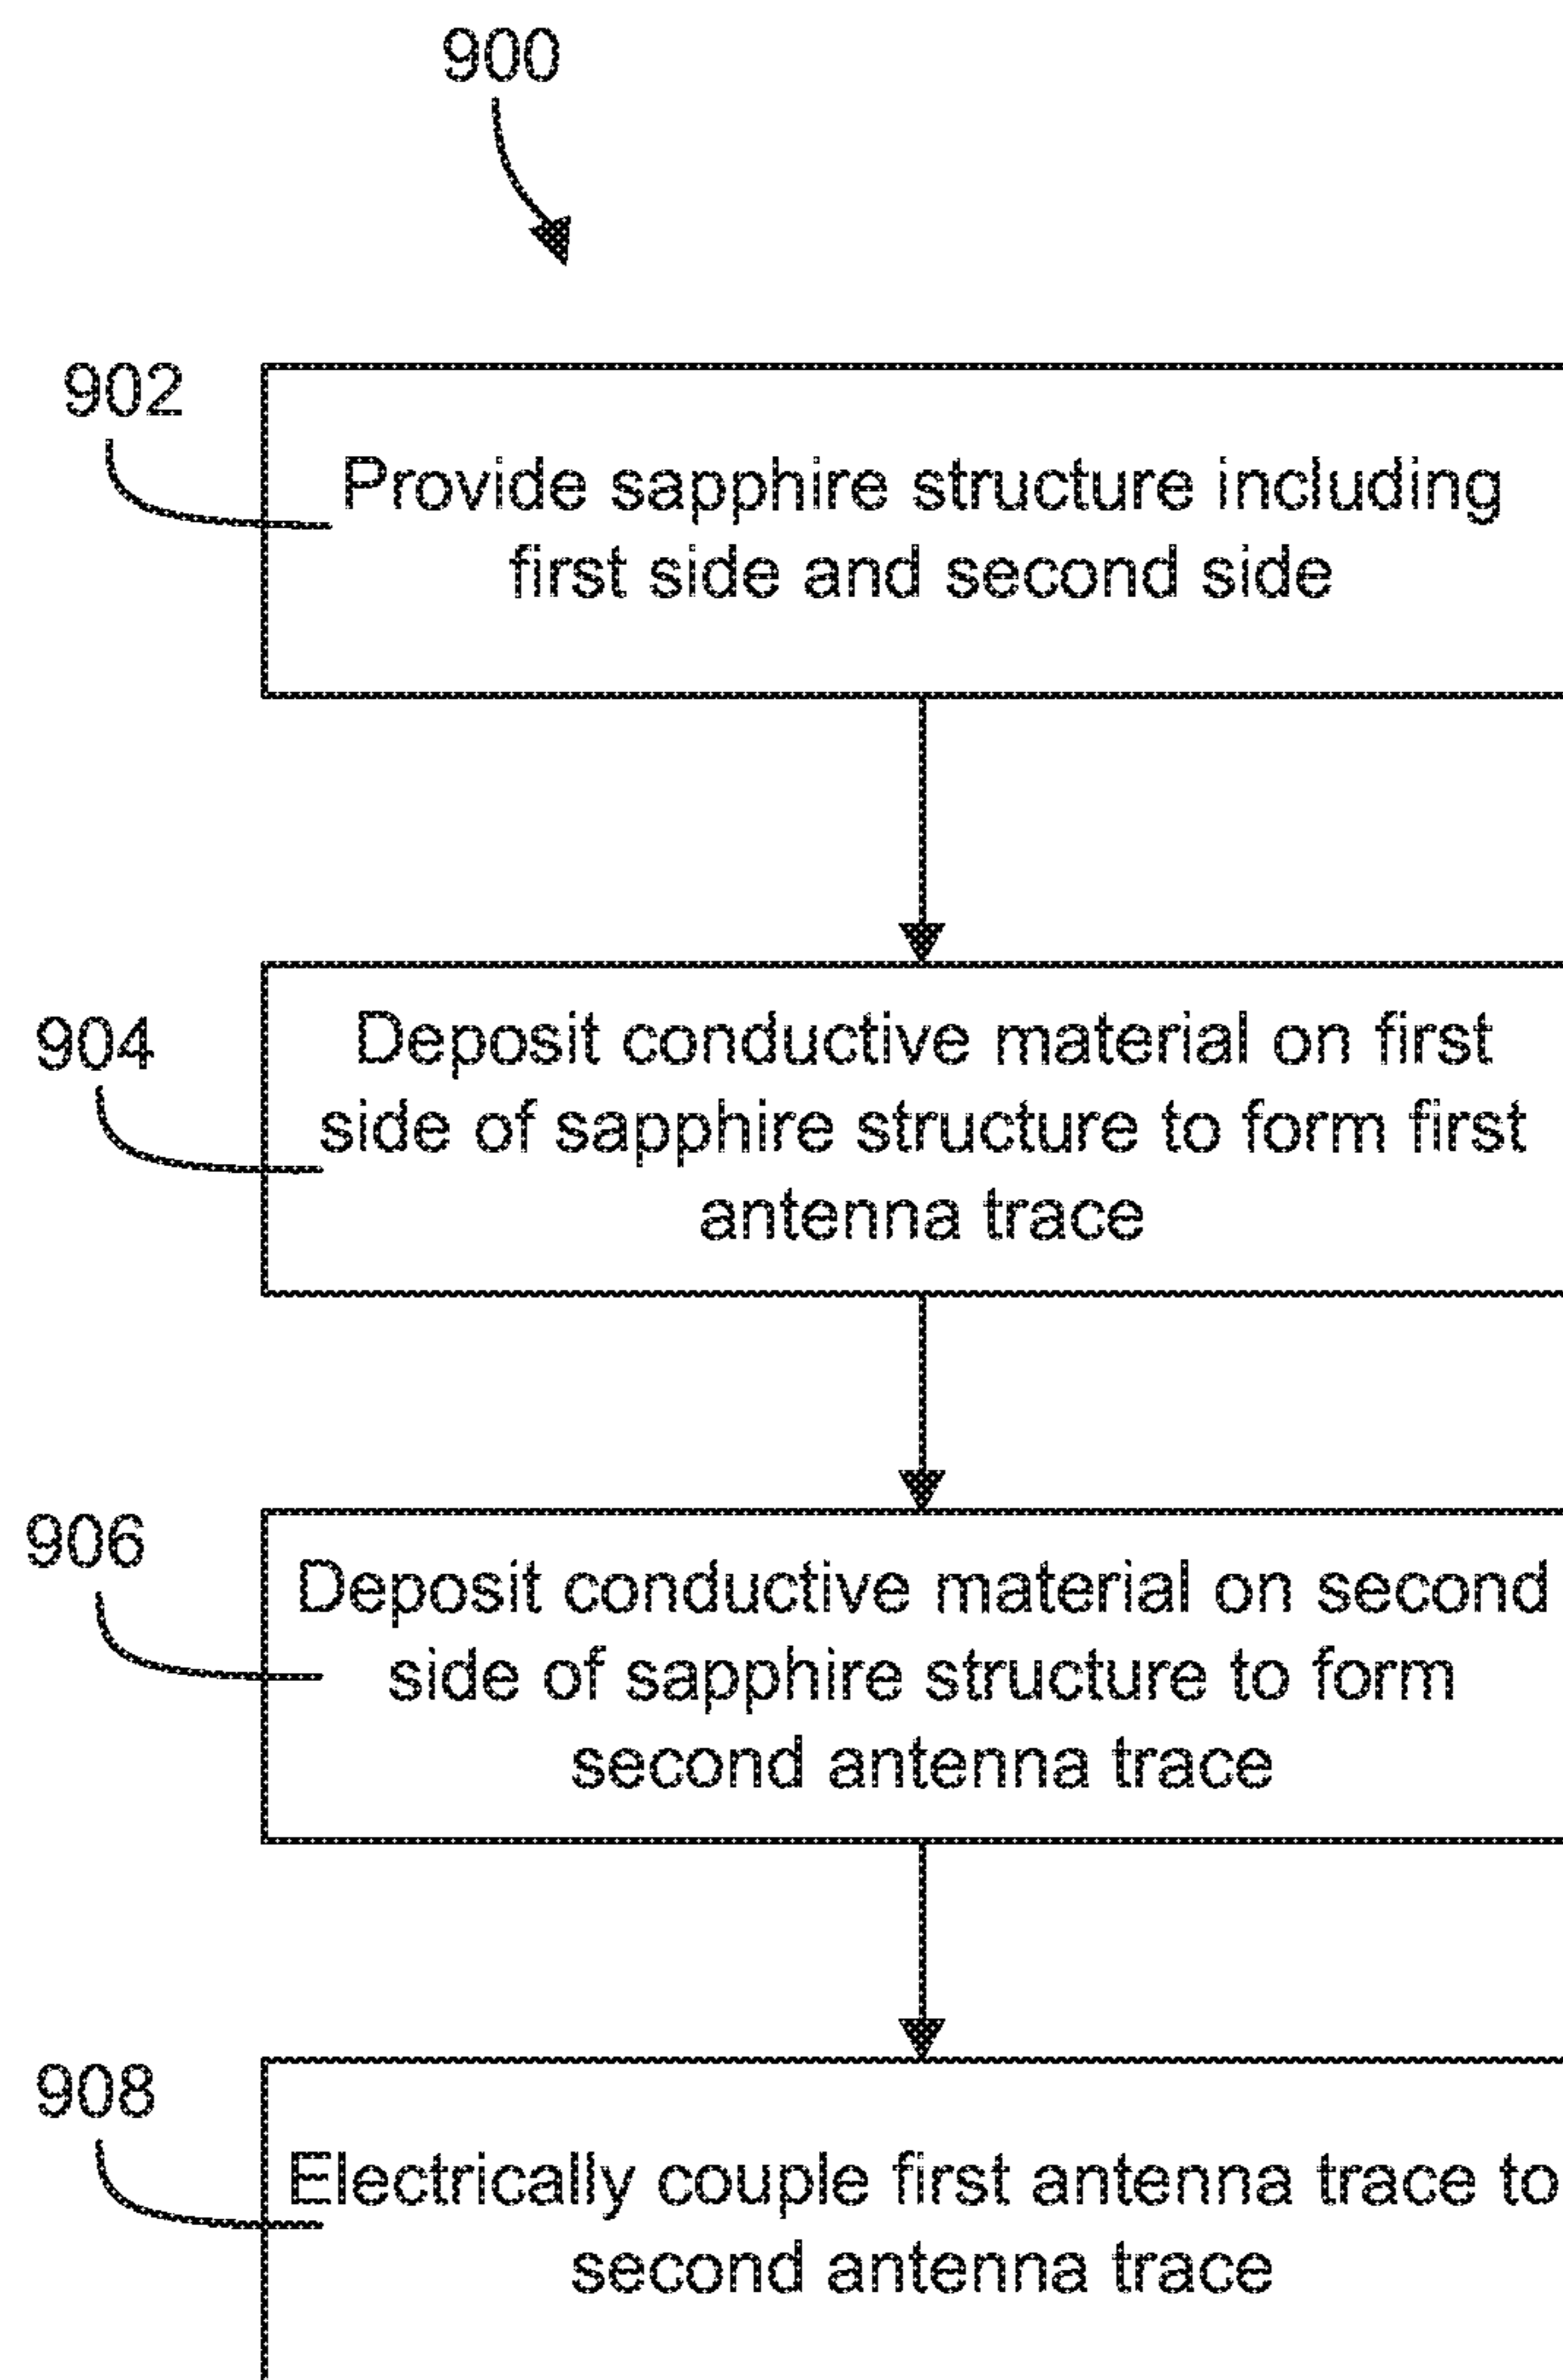 900
902
Provide sapphire structure including
first side and second side
904
Deposit conductive material on first
side of sapphire structure to form first
antenna trace
906
Deposit conductive material on second
side of sapphire structure to form
second antenna trace
908
Electrically couple first antenna trace to
second antenna trace